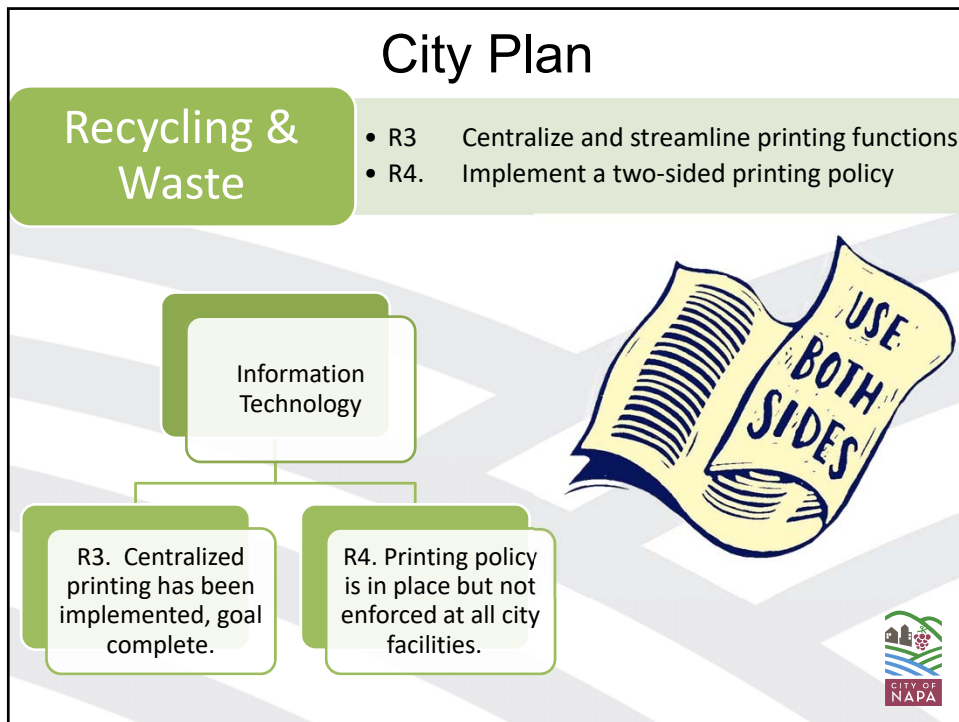 City Plan
Recycling &
Waste
• R3 Centralize and streamline printing functions
• R4. Implement a two-sided printing policy
USE
BOTH
SIDES
Information
Technology
R3. Centralized
printing has been
implemented, goal
complete.
R4. Printing policy
is in place but not
enforced at all city
facilities.
CITY OF
NAPA